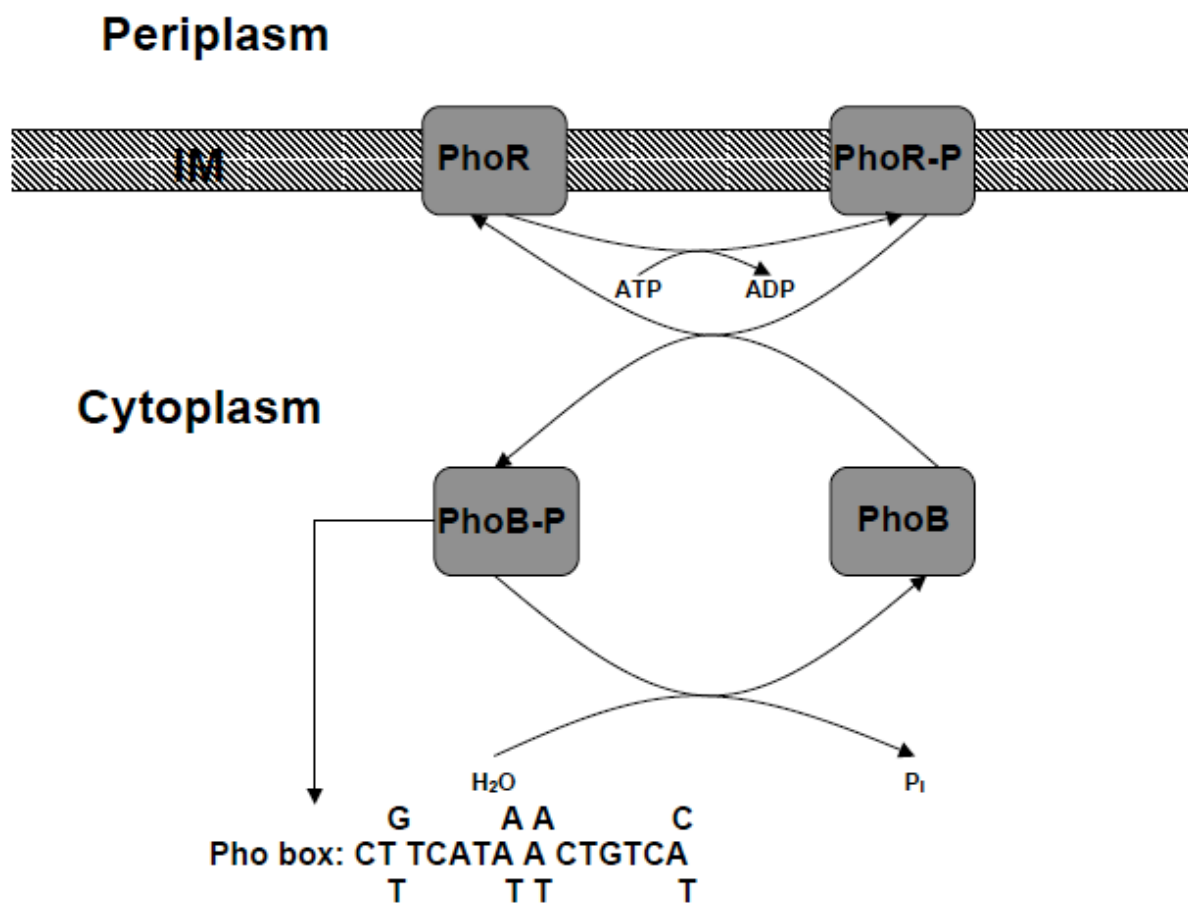 Periplasm
IM
PhoR
PhoR-P
ATP
ADP
Cytoplasm
PhoB-P
PhoB
H₂O
Pᵢ
G A A C
Pho box: CT TCATA A CTGTCA
T T T T